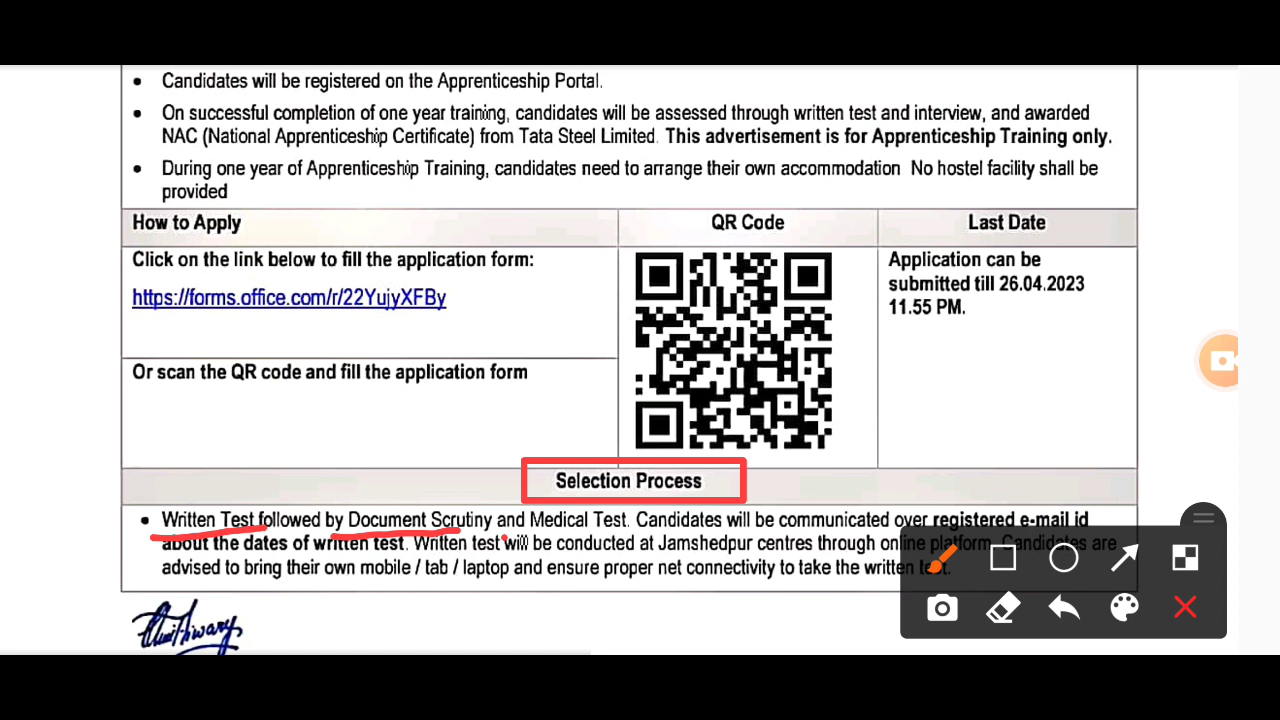 • Candidates will be registered on the Apprenticeship Portal.
• On successful completion of one year training, candidates will be assessed through written test and interview, and awarded
NAC (National Apprenticeship Certificate) from Tata Steel Limited. This advertisement is for Apprenticeship Training only.
• During one year of Apprenticeship Training, candidates need to arrange their own accommodation No hostel facility shall be
provided
How to Apply
QR Code
Last Date
Click on the link below to fill the application form:
https://forms.office.com/r/22YujyXFBy
Or scan the QR code and fill the application form
Application can be
submitted till 26.04.2023
11.55 PM.
Selection Process
• Written Test followed by Document Scrutiny and Medical Test. Candidates will be communicated over registered e-mail id
about the dates of written test. Written test will be conducted at Jamshedpur centres through online platform. Candidates are
advised to bring their own mobile / tab / laptop and ensure proper net connectivity to take the written test.